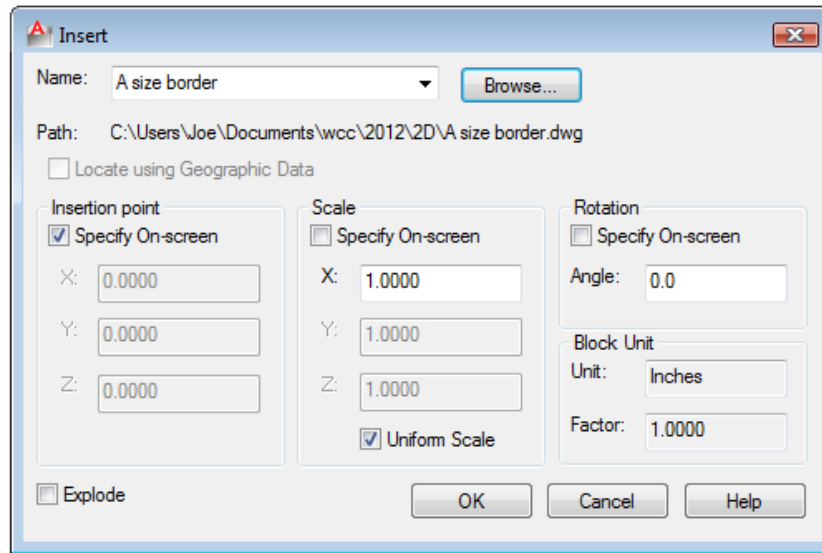 Insert
Name: A size border Browse...
Path: C:\Users\Joe\Documents\wcc\2012\2D\A size border.dwg
Locate using Geographic Data
Insertion point
Specify On-screen
X: 0.0000
Y: 0.0000
Z: 0.0000
Scale
Specify On-screen
X: 1.0000
Y: 1.0000
Z: 1.0000
Uniform Scale
Rotation
Specify On-screen
Angle: 0.0
Block Unit
Unit: Inches
Factor: 1.0000
Explode
OK Cancel Help